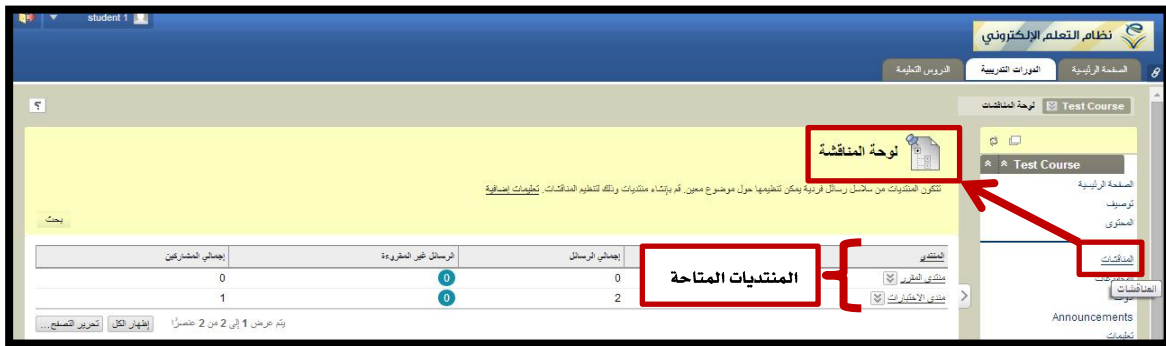 student 1
نظام التعلم الإلكتروني
الصفحة الرئيسية
الدورات التدريبية
الدروس التعليمة
Test Course
لوحة المناقشات
؟
Test Course
الصفحة الرئيسية
توصيف
المحتوى
المناقشات
المناقشات
Announcements
تعليمات
لوحة المناقشة
تتكون المنتديات من سلاسل رسائل فردية يمكن تنظيمها حول موضوع معين. قم بإنشاء منتديات وذلك لتنظيم المناقشات. تعليمات إضافية
بحث
المنتدى
إجمالي الرسائل
الرسائل غير المقروءة
إجمالي المشاركين
منتدى المقرر
0
0
0
منتدى الاختبارات
2
0
1
المنتديات المتاحة
يتم عرض 1 إلى 2 من 2 عنصرًا
إظهار الكل
تحرير التصفح...